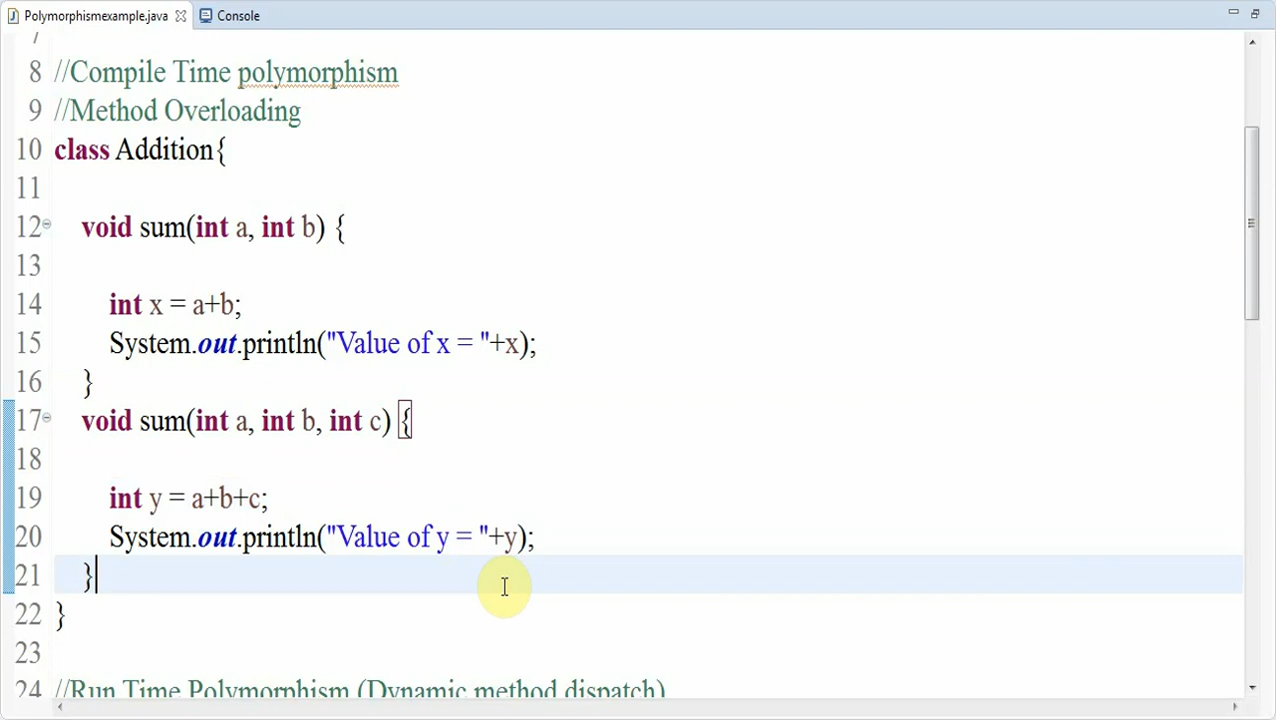 Polymorphismexample.java Console
7
8 //Compile Time polymorphism
9 //Method Overloading
10 class Addition{
11
12 void sum(int a, int b) {
13
14 int x = a+b;
15 System.out.println("Value of x = "+x);
16 }
17 void sum(int a, int b, int c) {
18
19 int y = a+b+c;
20 System.out.println("Value of y = "+y);
21 }
22 }
23
24 //Run Time Polymorphism (Dynamic method dispatch)